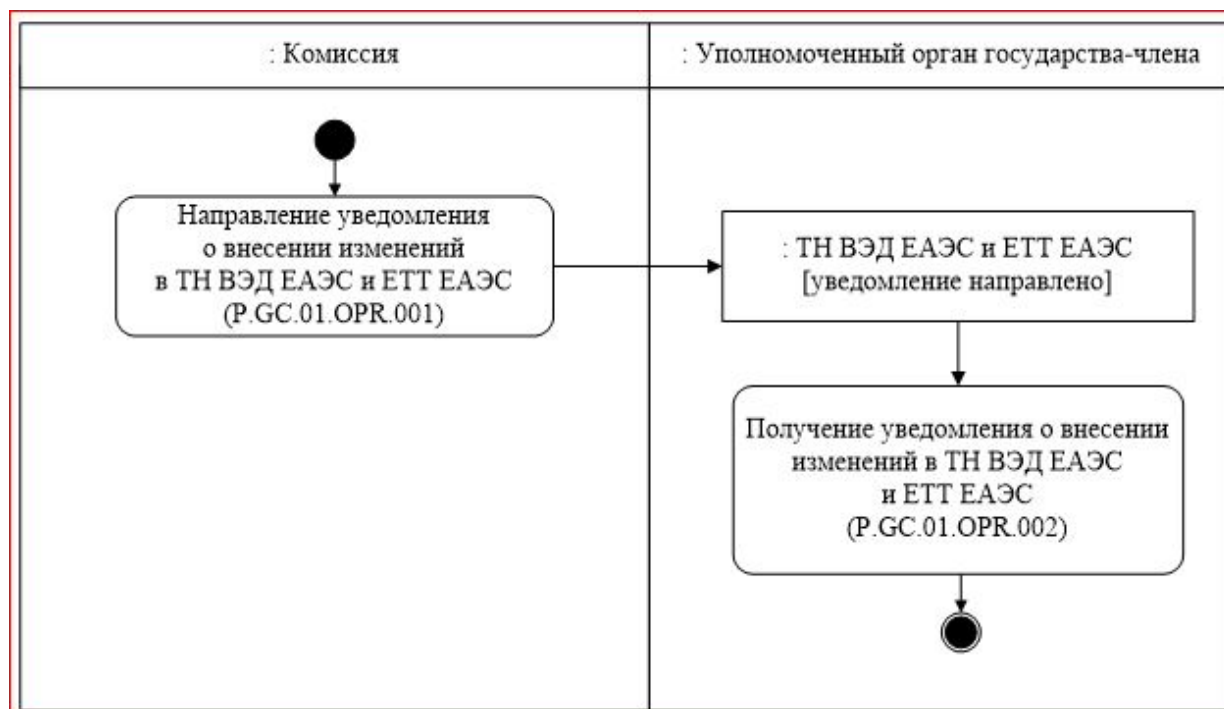 : Комиссия
: Уполномоченный орган государства-члена
Направление уведомления
о внесении изменений
в ТН ВЭД ЕАЭС и ЕТТ ЕАЭС
(P.GC.01.OPR.001)
: ТН ВЭД ЕАЭС и ЕТТ ЕАЭС
[уведомление направлено]
Получение уведомления о внесении
изменений в ТН ВЭД ЕАЭС
и ЕТТ ЕАЭС
(P.GC.01.OPR.002)